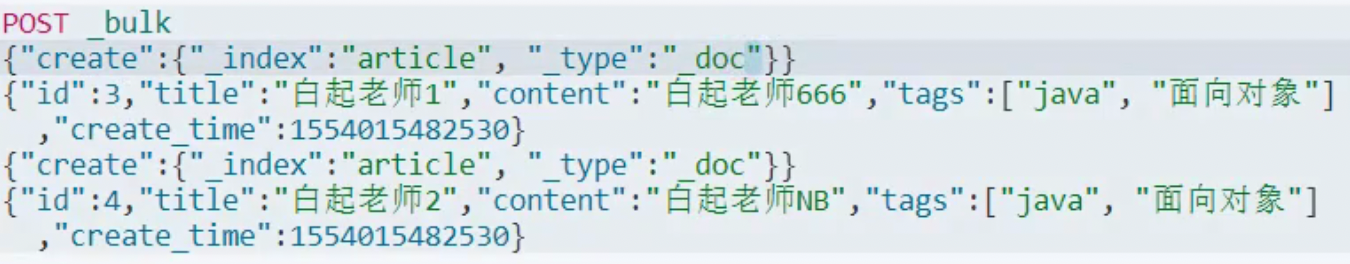 POST _bulk
{"create":{"_index":"article", "_type":"_doc"}}
{"id":3,"title":"白起老师1","content":"白起老师666","tags":["java", "面向对象"]
,"create_time":1554015482530}
{"create":{"_index":"article", "_type":"_doc"}}
{"id":4,"title":"白起老师2","content":"白起老师NB","tags":["java", "面向对象"]
,"create_time":1554015482530}